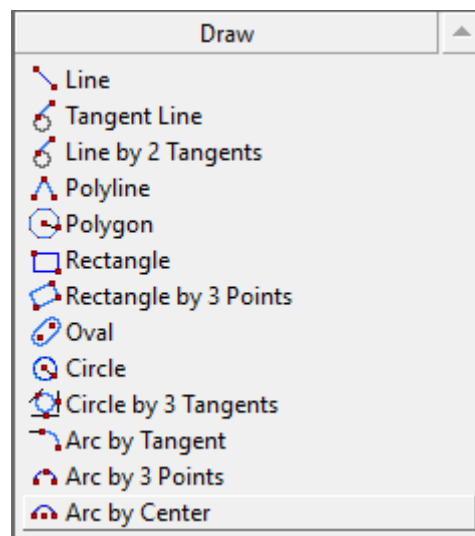 Draw
Line
Tangent Line
Line by 2 Tangents
Polyline
Polygon
Rectangle
Rectangle by 3 Points
Oval
Circle
Circle by 3 Tangents
Arc by Tangent
Arc by 3 Points
Arc by Center